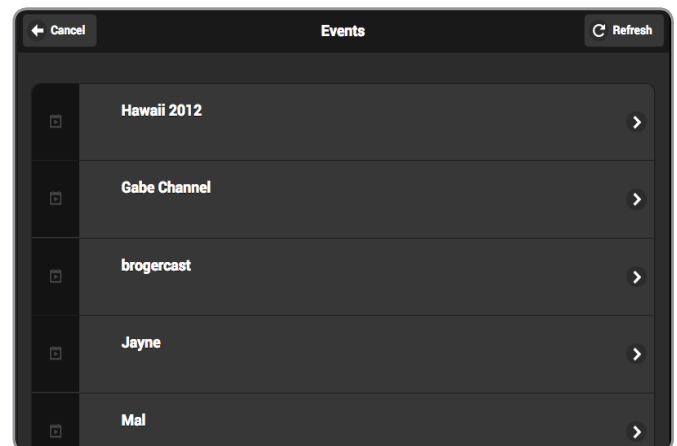 Cancel
Events
Refresh
Hawaii 2012
Gabe Channel
brogercast
Jayne
Mal